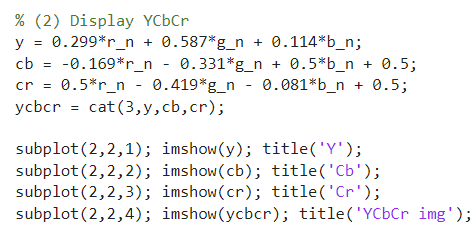 % (2) Display YCbCr
y = 0.299*r_n + 0.587*g_n + 0.114*b_n;
cb = -0.169*r_n - 0.331*g_n + 0.5*b_n + 0.5;
cr = 0.5*r_n - 0.419*g_n - 0.081*b_n + 0.5;
ycbcr = cat(3,y,cb,cr);
subplot(2,2,1); imshow(y); title('Y');
subplot(2,2,2); imshow(cb); title('Cb');
subplot(2,2,3); imshow(cr); title('Cr');
subplot(2,2,4); imshow(ycbcr); title('YCbCr img');